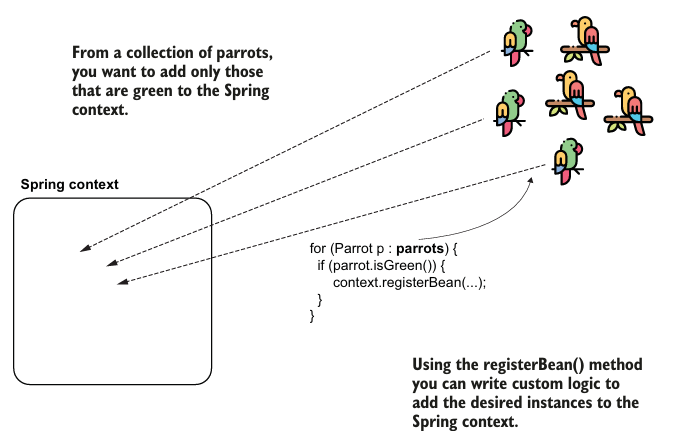 From a collection of parrots,
you want to add only those
that are green to the Spring
context.
Spring context
for (Parrot p : parrots) {
if (parrot.isGreen()) {
context.registerBean(...);
}
}
Using the registerBean() method
you can write custom logic to
add the desired instances to the
Spring context.